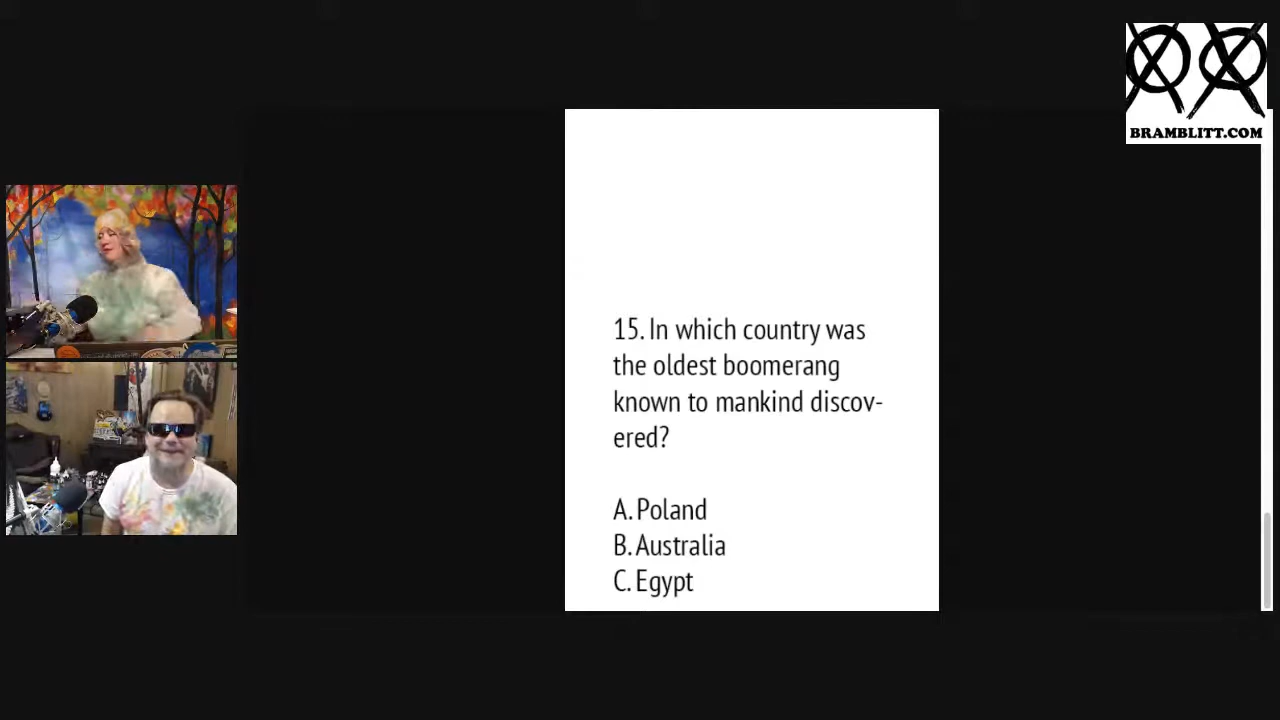 BRAMBLITT.COM
15. In which country was
the oldest boomerang
known to mankind discov-
ered?
A. Poland
B. Australia
C. Egypt